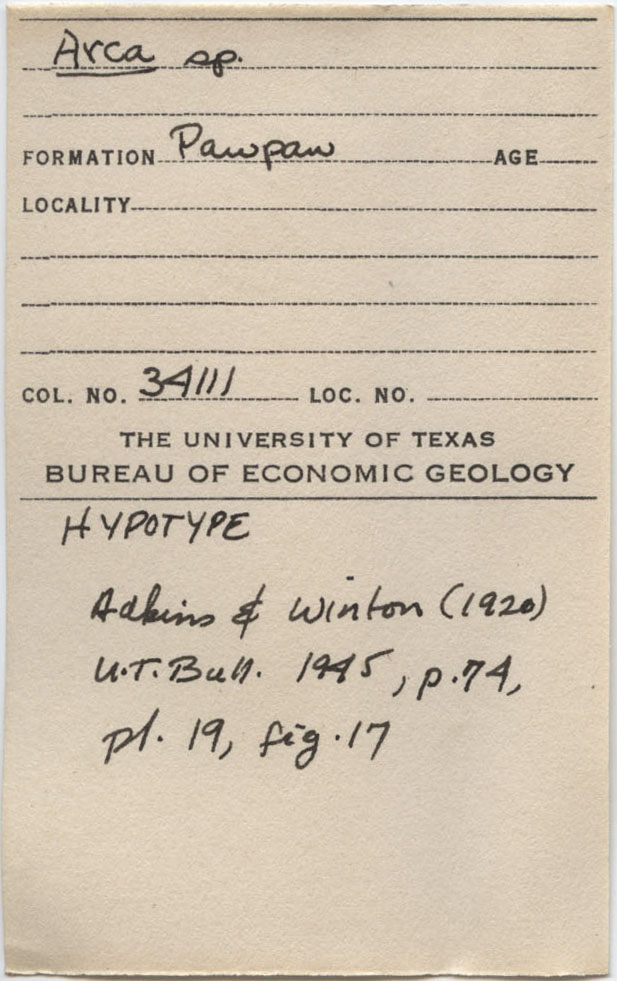 Arca sp.
FORMATION Pawpaw AGE
LOCALITY
COL. NO. 34111 LOC. NO.
THE UNIVERSITY OF TEXAS
BUREAU OF ECONOMIC GEOLOGY
HYPOTYPE
Adkins & Winton (1920)
U.T. Bull. 1945, p.74,
pl. 19, fig. 17